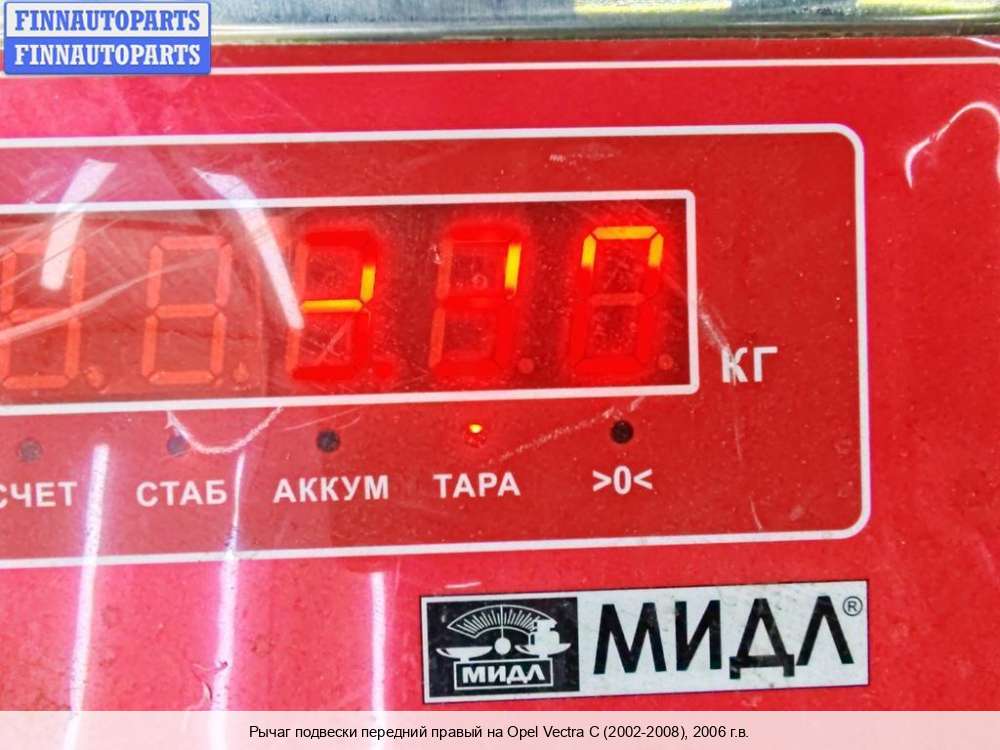 FINNAUTOPARTS
FINNAUTOPARTS
КГ
СЧЕТ СТАБ АККУМ ТАРА >0<
МИДЛ МИДЛ®
Рычаг подвески передний правый на Opel Vectra C (2002-2008), 2006 г.в.